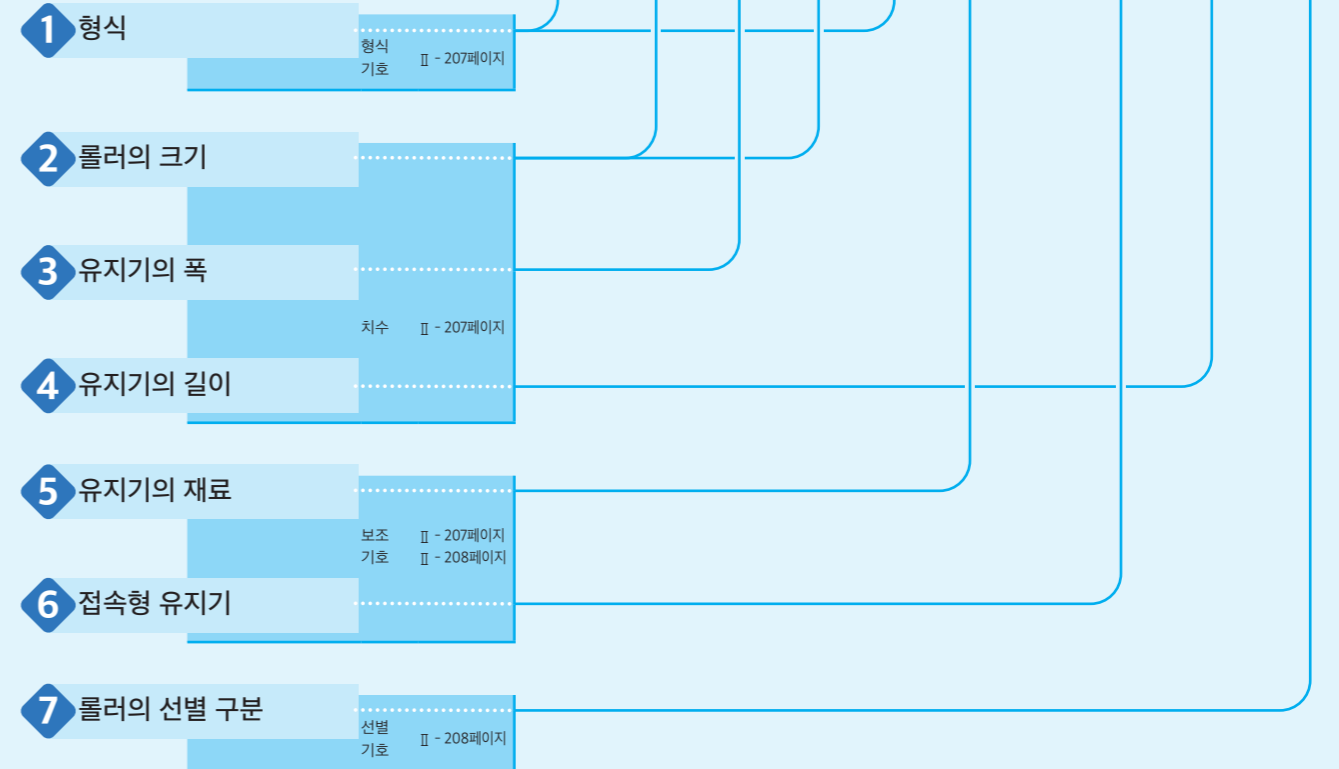 1 형식
형식
기호
Ⅱ - 207페이지
2 롤러의 크기
3 유지기의 폭
치수 Ⅱ - 207페이지
4 유지기의 길이
5 유지기의 재료
보조 Ⅱ - 207페이지
기호 Ⅱ - 208페이지
6 접속형 유지기
7 롤러의 선별 구분
선별
기호
Ⅱ - 208페이지